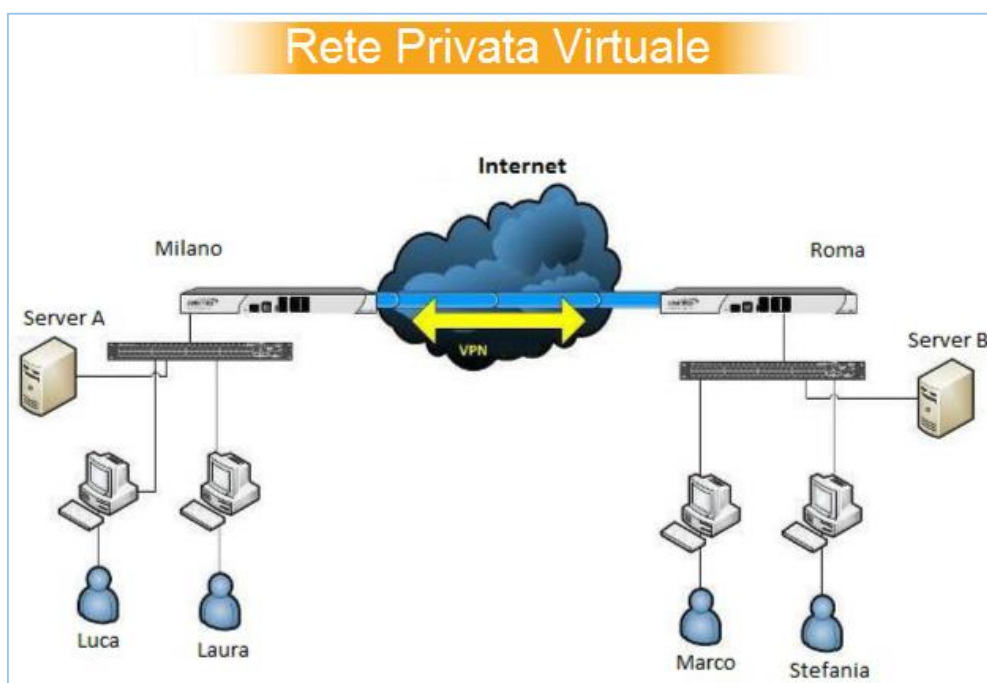 Rete Privata Virtuale
Internet
Milano
Roma
Server A
Server B
VPN
Luca
Laura
Marco
Stefania